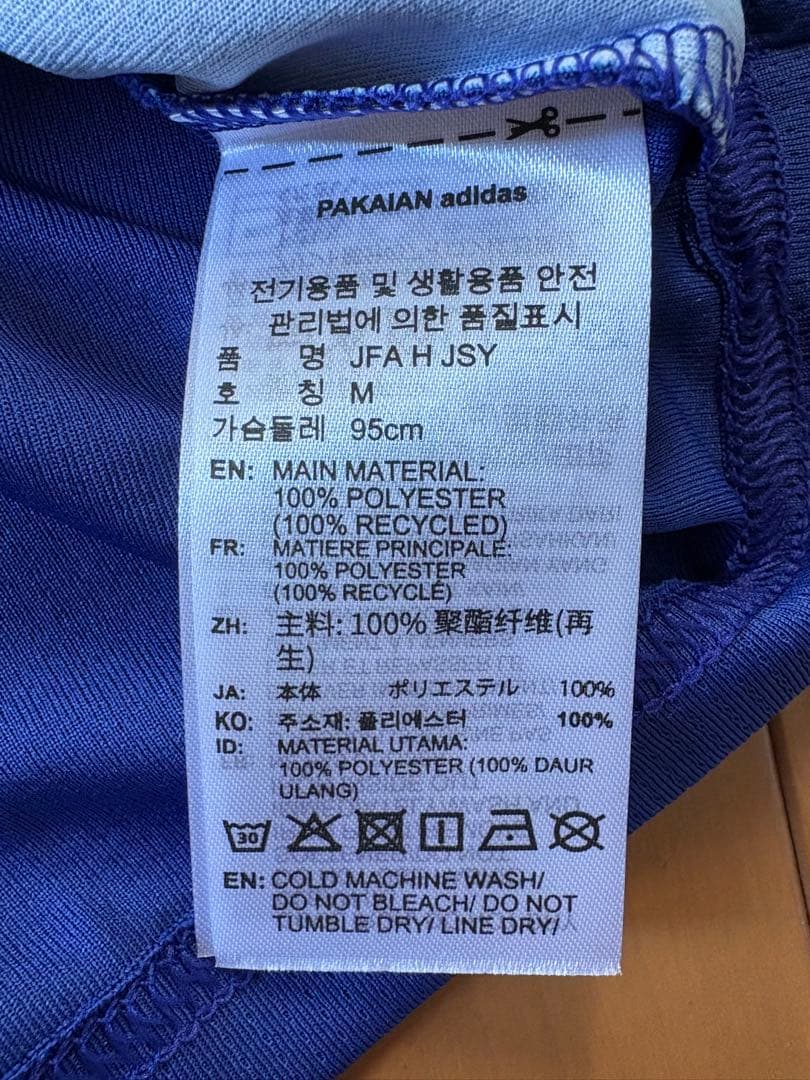 PAKAIAN adidas
전기용품 및 생활용품 안전
관리법에 의한 품질표시
품 명 JFA H JSY
호 칭 M
가슴둘레 95cm
EN: MAIN MATERIAL:
100% POLYESTER
(100% RECYCLED)
FR: MATIERE PRINCIPALE:
100% POLYESTER
(100% RECYCLÉ)
ZH: 主料: 100% 聚酯纤维(再
生)
JA: 本体 ポリエステル 100%
KO: 주소재: 폴리에스터 100%
ID: MATERIAL UTAMA:
100% POLYESTER (100% DAUR
ULANG)
30
EN: COLD MACHINE WASH/
DO NOT BLEACH/ DO NOT
TUMBLE DRY/ LINE DRY/